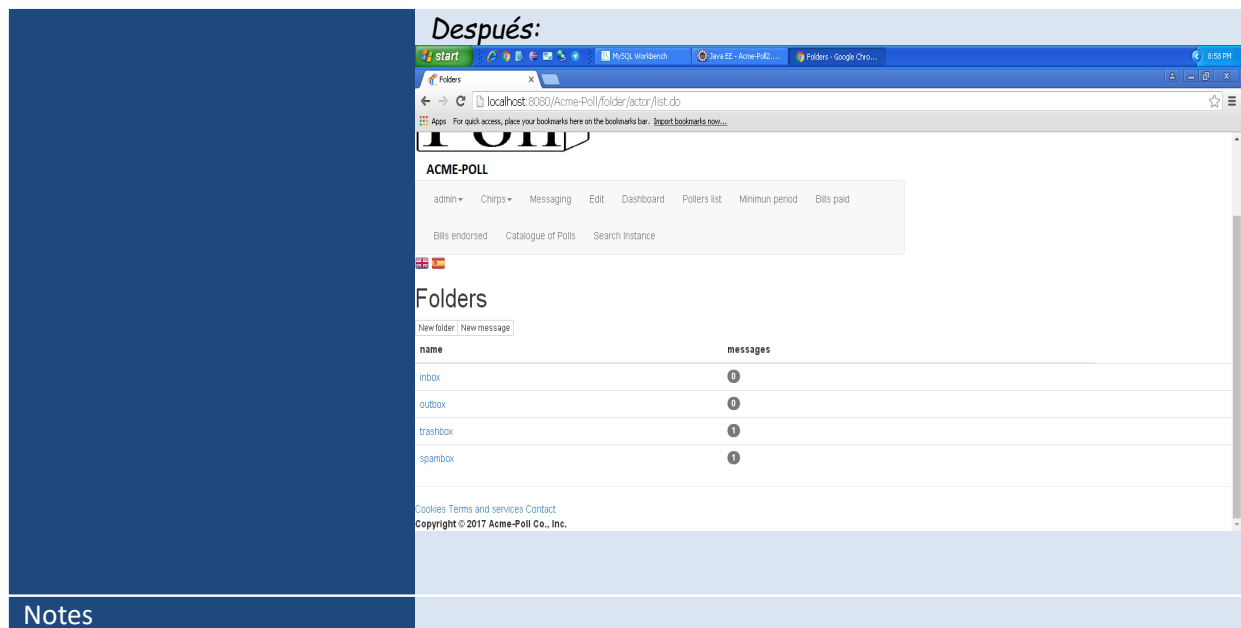 Después:
start MySQL Workbench Java EE - Acme-Poll2.... Folders - Google Chro... 8:58 PM
Folders x
localhost:8080/Acme-Poll/folder/actor/list.do
Apps For quick access, place your bookmarks here on the bookmarks bar. Import bookmarks now...
ACME-POLL
admin Chirps Messaging Edit Dashboard Pollers list Minimun period Bills paid
Bills endorsed Catalogue of Polls Search Instance
Folders
New folder New message
name messages
inbox 0
outbox 0
trashbox 1
spambox 1
Cookies Terms and services Contact
Copyright © 2017 Acme-Poll Co., Inc.
Notes